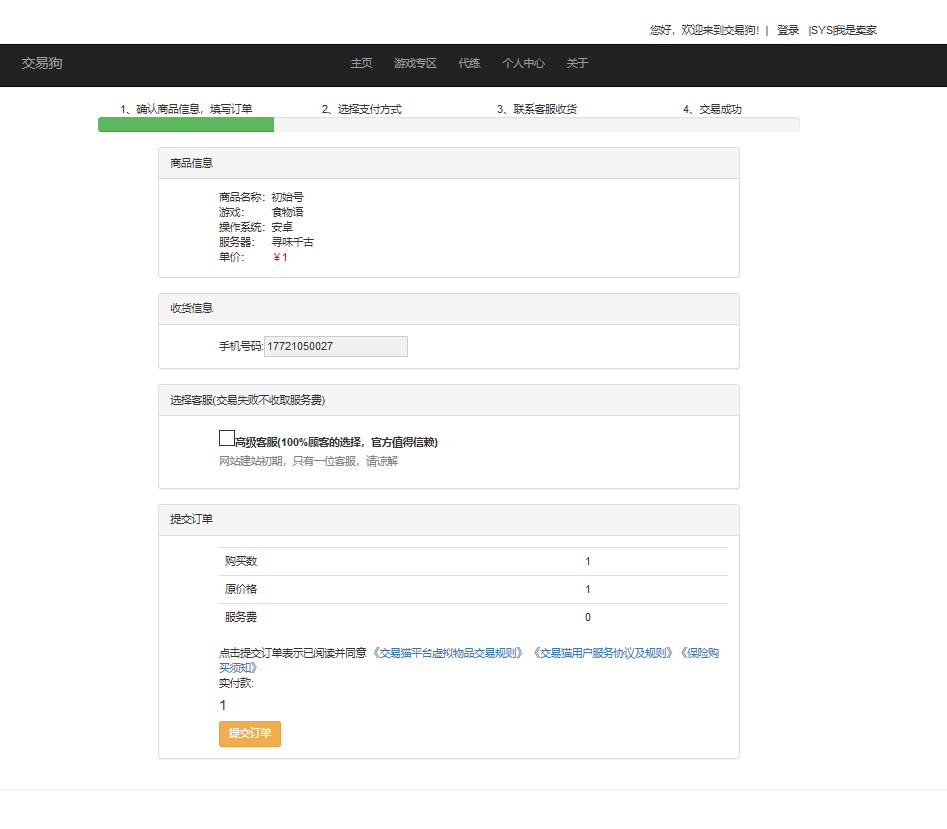 您好，欢迎来到交易狗！| 登录 |SYS|我是卖家
交易狗 主页 游戏专区 代练 个人中心 关于
1、确认商品信息，填写订单 2、选择支付方式 3、联系客服收货 4、交易成功
商品信息
商品名称：初始号
游戏： 食物语
操作系统：安卓
服务器： 寻味千古
单价： ￥1
收货信息
手机号码:17721050027
选择客服(交易失败不收取服务费)
高级客服(100%顾客的选择，官方值得信赖)
网站建站初期，只有一位客服，请谅解
提交订单
购买数 1
原价格 1
服务费 0
点击提交订单表示已阅读并同意《交易猫平台虚拟物品交易规则》《交易猫用户服务协议及规则》《保险购
买须知》
实付款:
1
提交订单